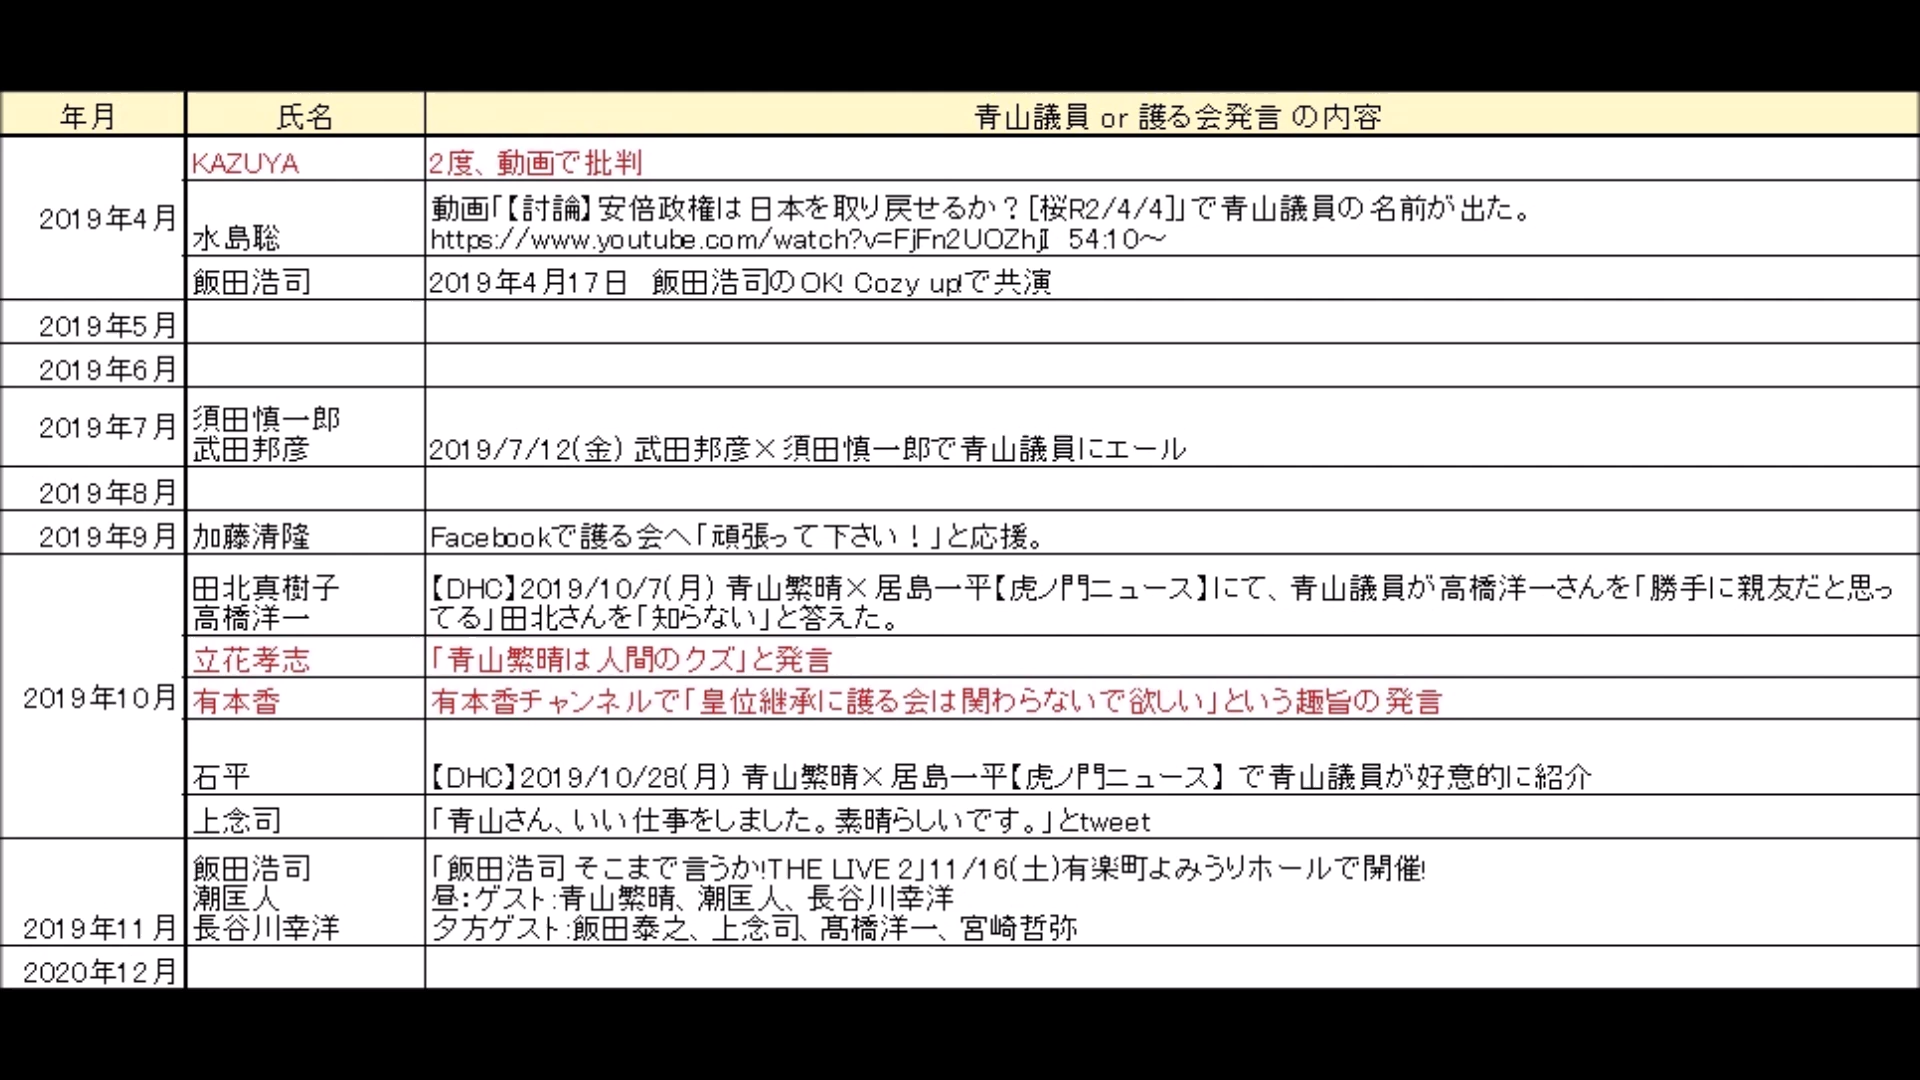 年月 氏名 青山議員 or 護る会発言 の内容
2019年4月
KAZUYA 2度、動画で批判
動画「【討論】安倍政権は日本を取り戻せるか？[桜R2/4/4]」で青山議員の名前が出た。
水島聡 https://www.youtube.com/watch?v=FjFn2UOZhjI 54:10～
飯田浩司 2019年4月17日 飯田浩司のOK! Cozy up!で共演
2019年5月
2019年6月
2019年7月
須田慎一郎
武田邦彦 2019/7/12(金) 武田邦彦×須田慎一郎で青山議員にエール
2019年8月
2019年9月 加藤清隆 Facebookで護る会へ「頑張って下さい！」と応援。
2019年10月
田北真樹子 【DHC】2019/10/7(月) 青山繁晴×居島一平【虎ノ門ニュース】にて、青山議員が高橋洋一さんを「勝手に親友だと思っ
高橋洋一 てる」田北さんを「知らない」と答えた。
立花孝志 「青山繁晴は人間のクズ」と発言
有本香 有本香チャンネルで「皇位継承に護る会は関わらないで欲しい」という趣旨の発言
石平 【DHC】2019/10/28(月) 青山繁晴×居島一平【虎ノ門ニュース】 で青山議員が好意的に紹介
上念司 「青山さん、いい仕事をしました。素晴らしいです。」とtweet
飯田浩司 「飯田浩司 そこまで言うか!THE LIVE 2」11/16(土)有楽町よみうりホールで開催!
潮匡人 昼：ゲスト：青山繁晴、潮匡人、長谷川幸洋
2019年11月 長谷川幸洋 夕方ゲスト：飯田泰之、上念司、髙橋洋一、宮崎哲弥
2020年12月